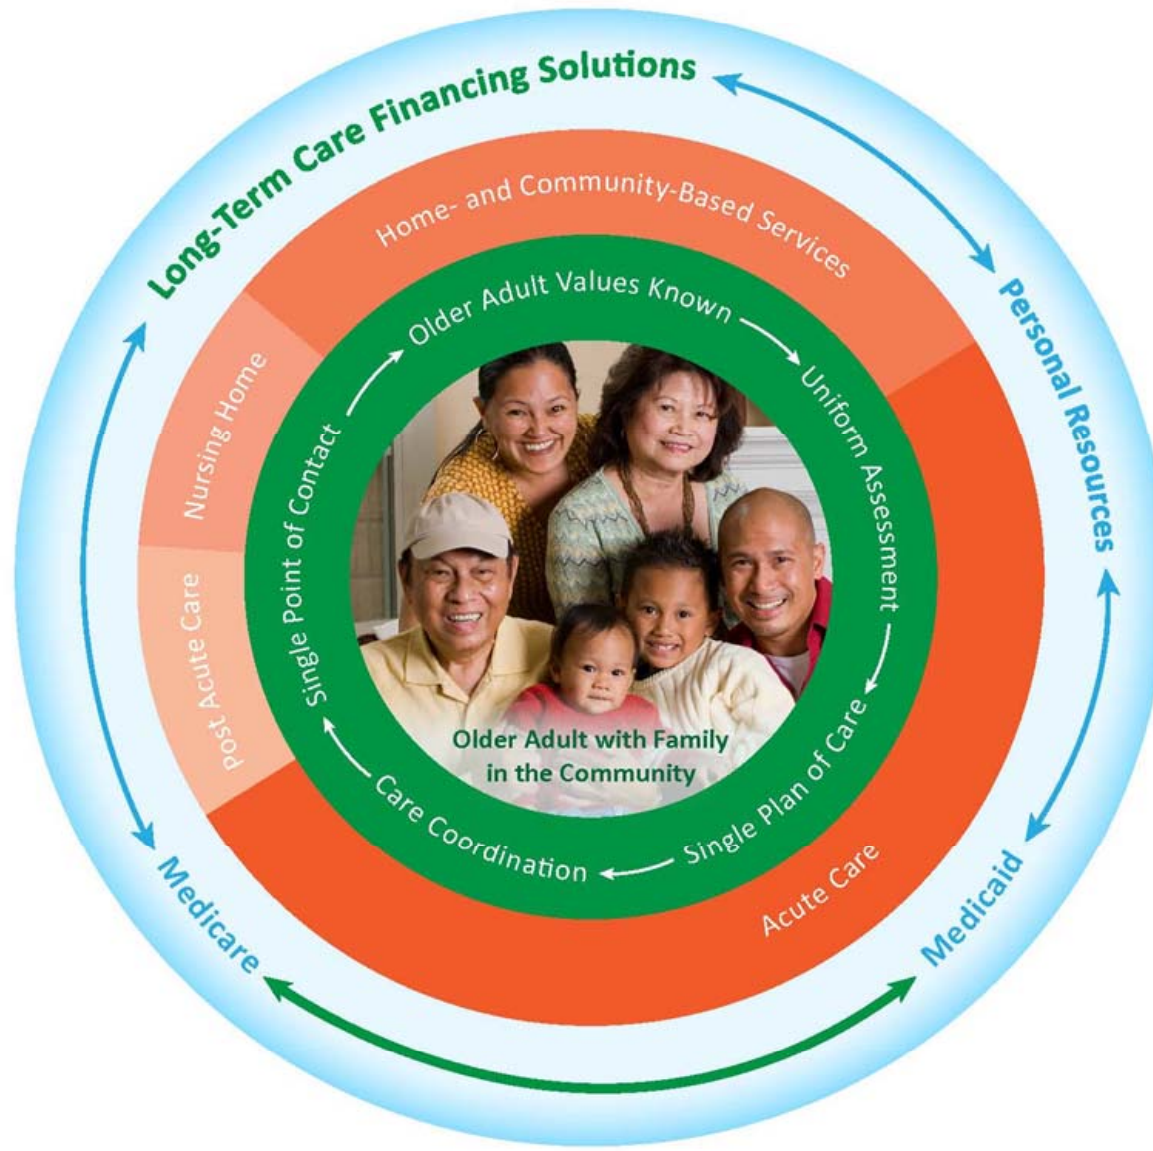 Long-Term Care Financing Solutions
Personal Resources
Medicaid
Medicare
Home- and Community-Based Services
Acute Care
Post Acute Care
Nursing Home
Older Adult Values Known
Uniform Assessment
Single Plan of Care
Care Coordination
Single Point of Contact
Older Adult with Family
in the Community